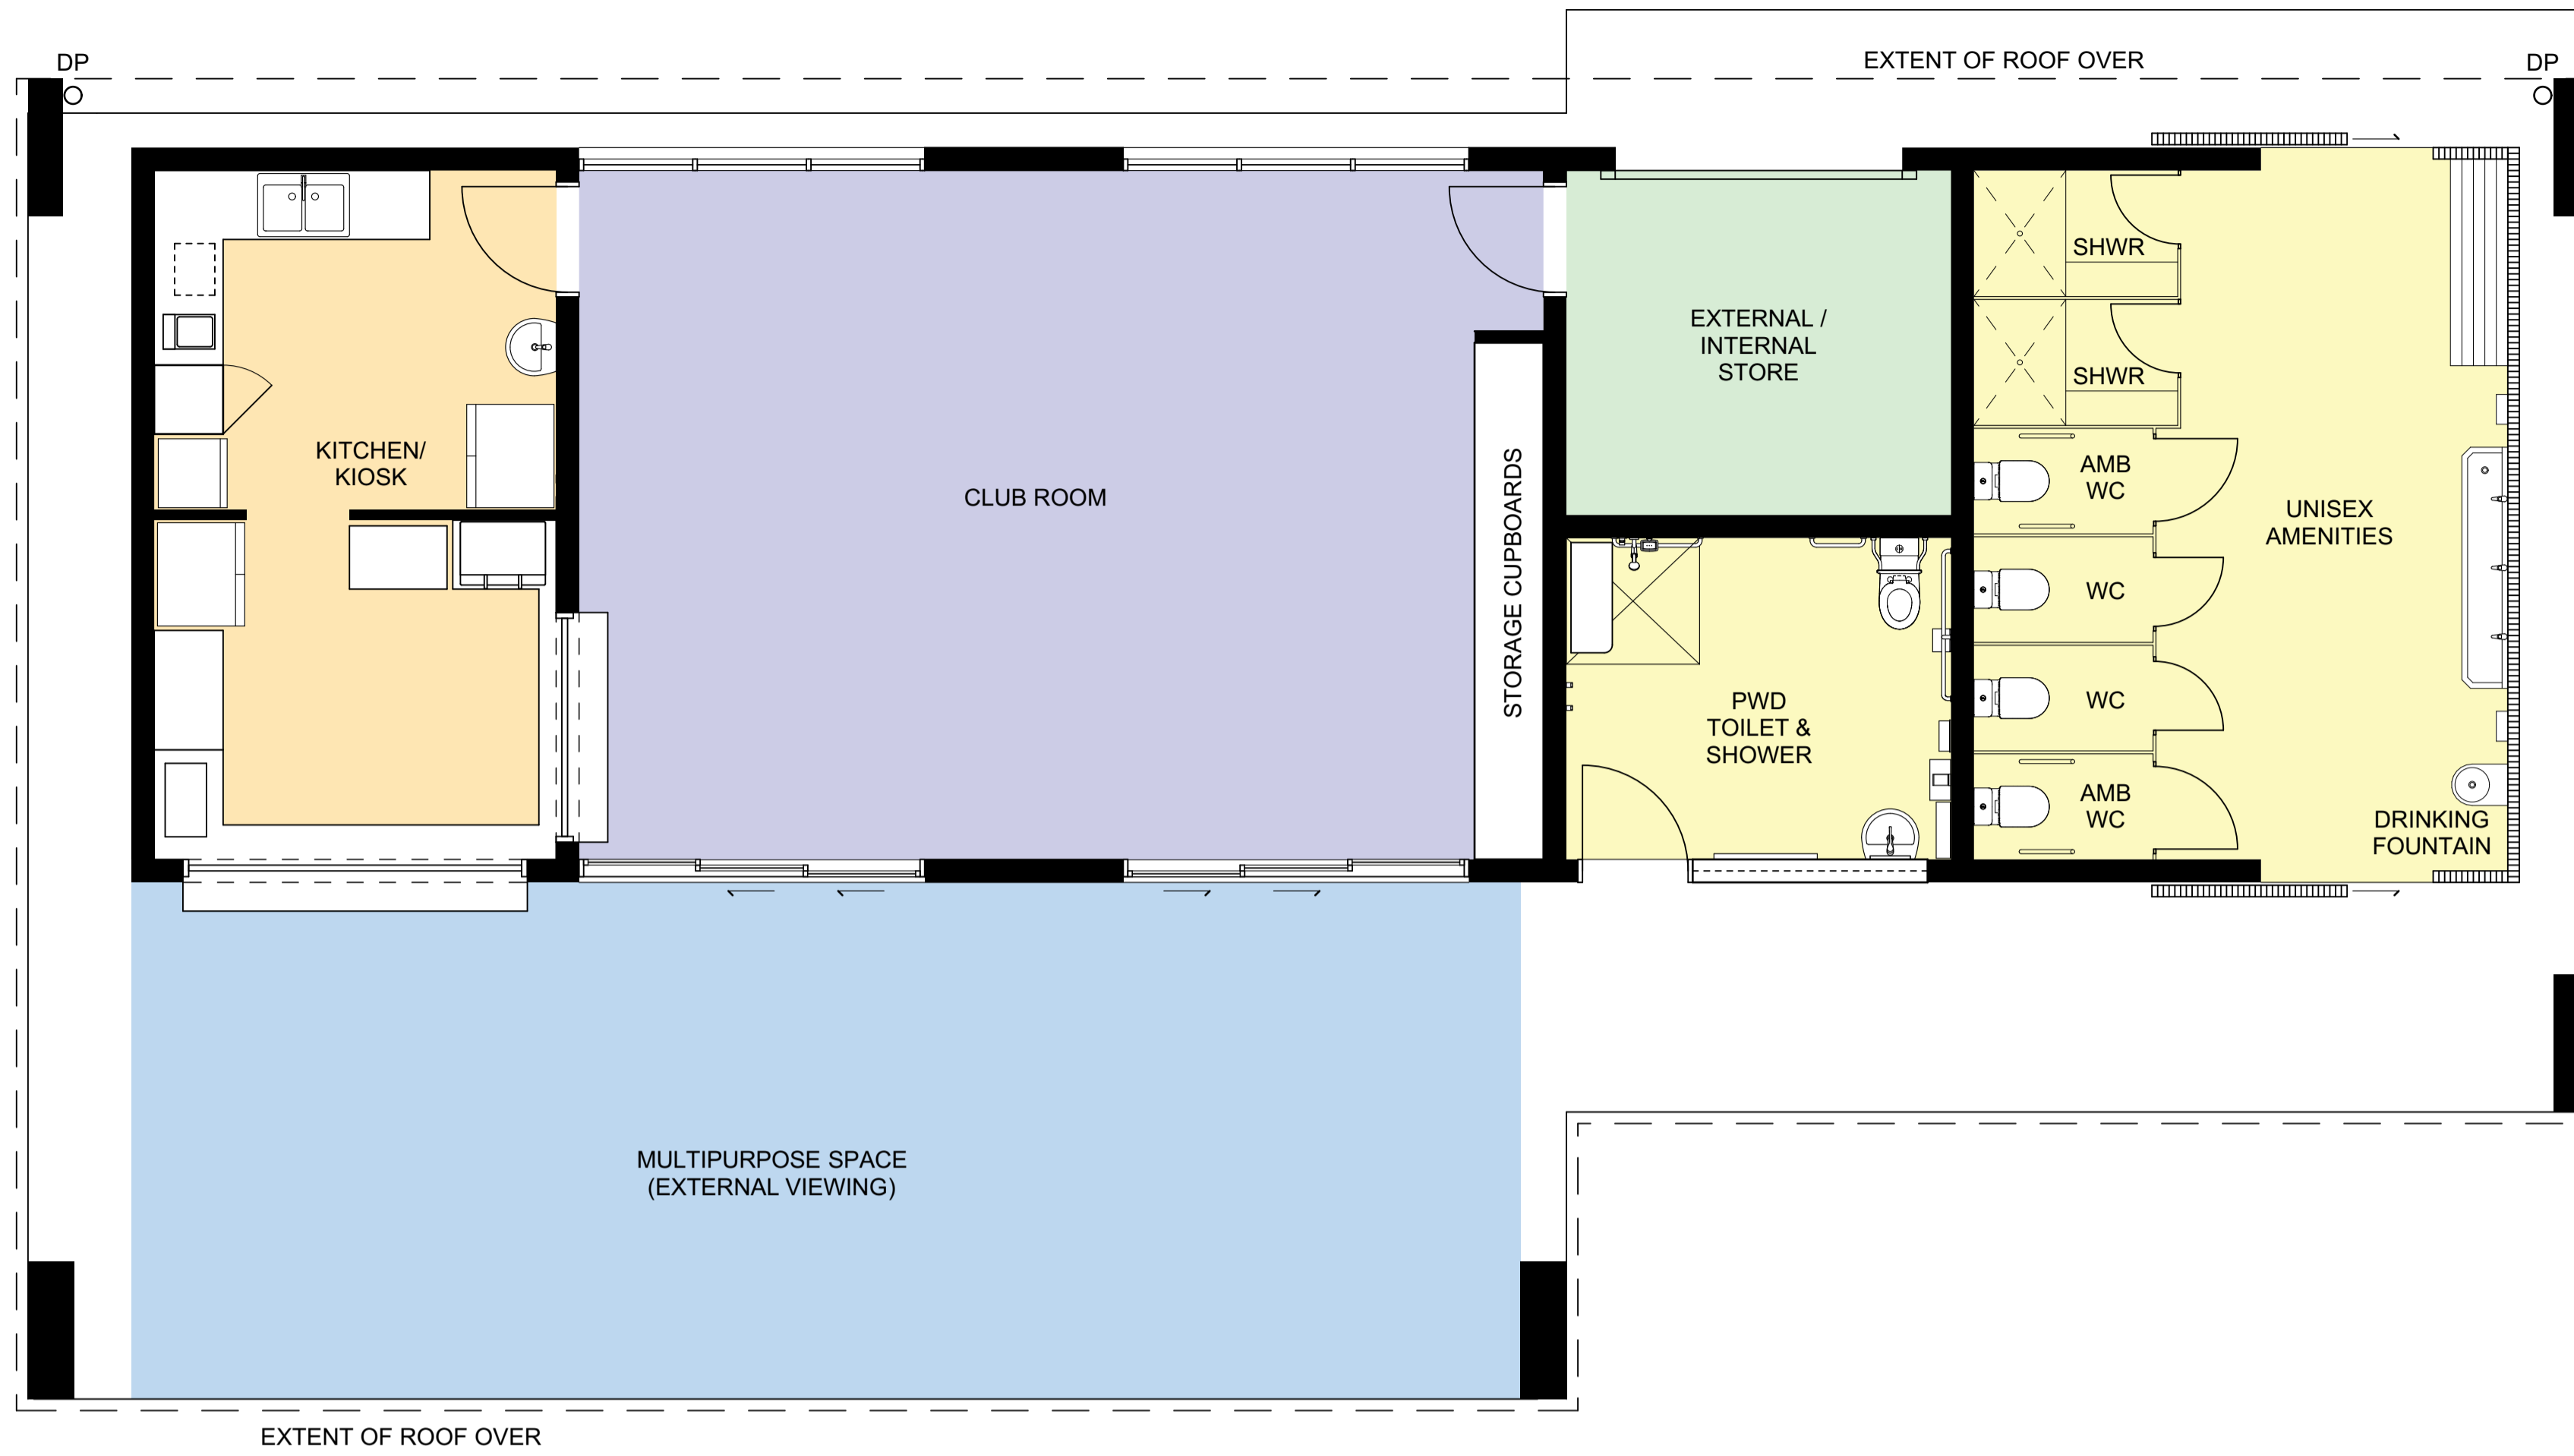 DP
EXTENT OF ROOF OVER
DP
SHWR
EXTERNAL /
INTERNAL
STORE
SHWR
KITCHEN/
KIOSK
CLUB ROOM
STORAGE CUPBOARDS
AMB
WC
UNISEX
AMENITIES
WC
PWD
TOILET &
SHOWER
WC
AMB
WC
DRINKING
FOUNTAIN
MULTIPURPOSE SPACE
(EXTERNAL VIEWING)
EXTENT OF ROOF OVER